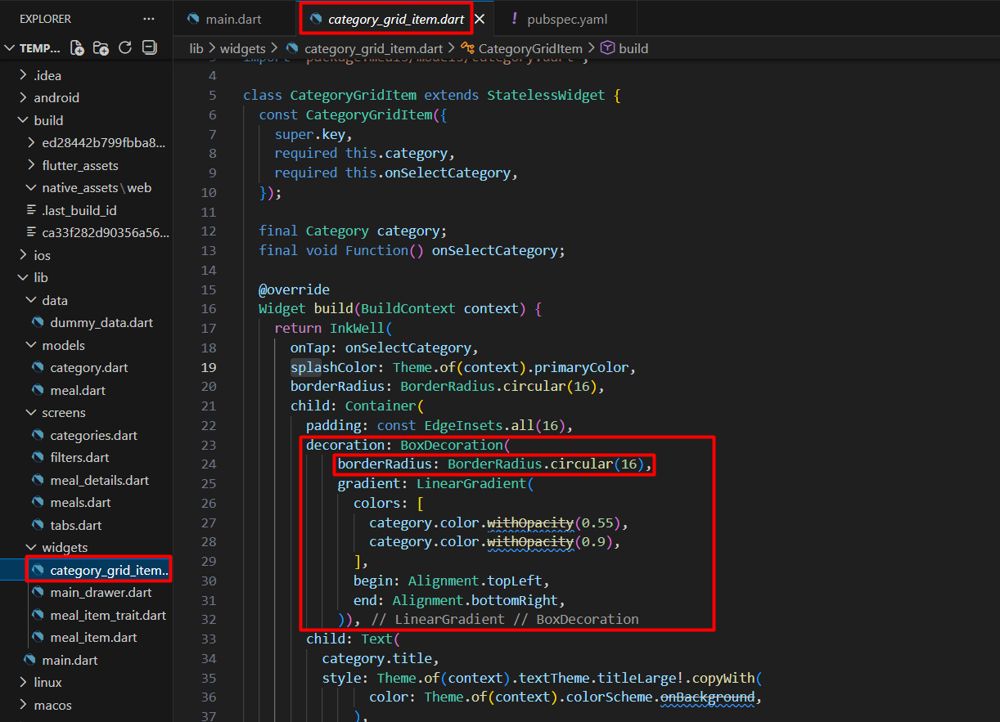 EXPLORER
···
main.dart
category_grid_item.dart
pubspec.yaml
TEMP...
lib > widgets > category_grid_item.dart > CategoryGridItem > build
.idea
android
build
ed28442b799fbba8...
flutter_assets
native_assets\web
.last_build_id
ca33f282d90356a56...
ios
lib
data
dummy_data.dart
models
category.dart
meal.dart
screens
categories.dart
filters.dart
meal_details.dart
meals.dart
tabs.dart
widgets
category_grid_item...
main_drawer.dart
meal_item_trait.dart
meal_item.dart
main.dart
linux
macos
3 import 'package:meals/models/category.dart';
4
5 class CategoryGridItem extends StatelessWidget {
6 const CategoryGridItem({
7 super.key,
8 required this.category,
9 required this.onSelectCategory,
10 });
11
12 final Category category;
13 final void Function() onSelectCategory;
14
15 @override
16 Widget build(BuildContext context) {
17 return InkWell(
18 onTap: onSelectCategory,
19 splashColor: Theme.of(context).primaryColor,
20 borderRadius: BorderRadius.circular(16),
21 child: Container(
22 padding: const EdgeInsets.all(16),
23 decoration: BoxDecoration(
24 borderRadius: BorderRadius.circular(16),
25 gradient: LinearGradient(
26 colors: [
27 category.color.withOpacity(0.55),
28 category.color.withOpacity(0.9),
29 ],
30 begin: Alignment.topLeft,
31 end: Alignment.bottomRight,
32 )), // LinearGradient // BoxDecoration
33 child: Text(
34 category.title,
35 style: Theme.of(context).textTheme.titleLarge!.copyWith(
36 color: Theme.of(context).colorScheme.onBackground,
37 ),